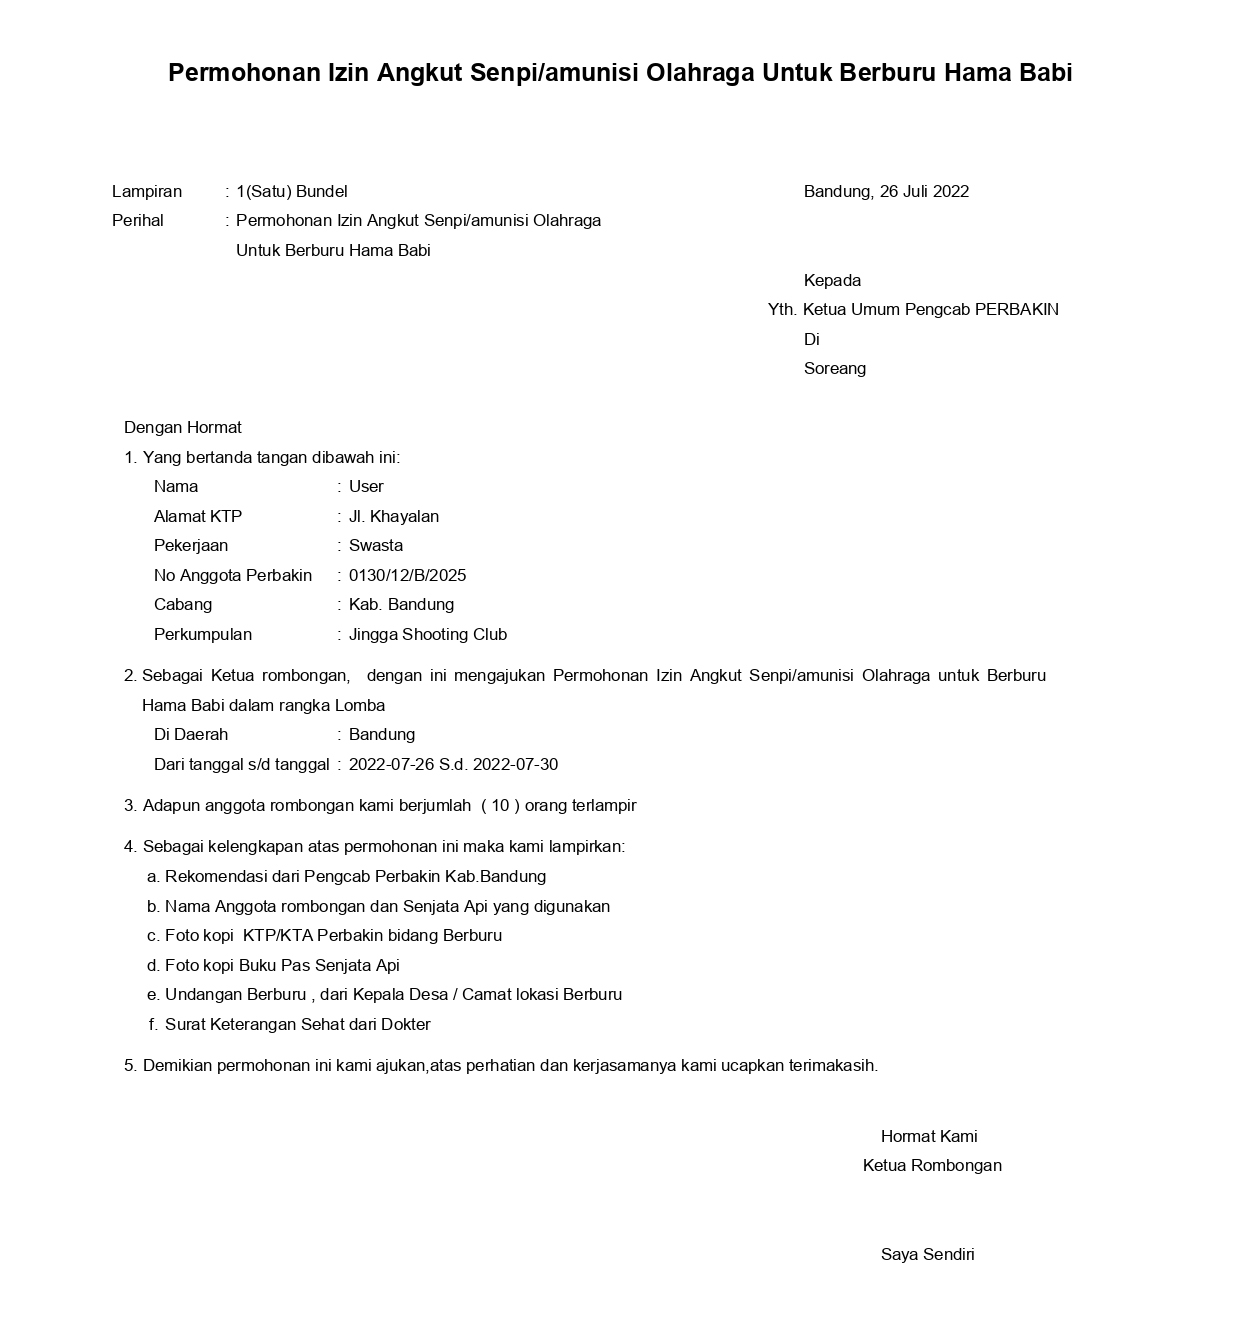 Permohonan Izin Angkut Senpi/amunisi Olahraga Untuk Berburu Hama Babi
Lampiran : 1(Satu) Bundel Bandung, 26 Juli 2022
Perihal : Permohonan Izin Angkut Senpi/amunisi Olahraga
Untuk Berburu Hama Babi
Kepada
Yth. Ketua Umum Pengcab PERBAKIN
Di
Soreang
Dengan Hormat
1. Yang bertanda tangan dibawah ini:
Nama : User
Alamat KTP : Jl. Khayalan
Pekerjaan : Swasta
No Anggota Perbakin : 0130/12/B/2025
Cabang : Kab. Bandung
Perkumpulan : Jingga Shooting Club
2. Sebagai Ketua rombongan, dengan ini mengajukan Permohonan Izin Angkut Senpi/amunisi Olahraga untuk Berburu
Hama Babi dalam rangka Lomba
Di Daerah : Bandung
Dari tanggal s/d tanggal : 2022-07-26 S.d. 2022-07-30
3. Adapun anggota rombongan kami berjumlah ( 10 ) orang terlampir
4. Sebagai kelengkapan atas permohonan ini maka kami lampirkan:
a. Rekomendasi dari Pengcab Perbakin Kab.Bandung
b. Nama Anggota rombongan dan Senjata Api yang digunakan
c. Foto kopi KTP/KTA Perbakin bidang Berburu
d. Foto kopi Buku Pas Senjata Api
e. Undangan Berburu , dari Kepala Desa / Camat lokasi Berburu
f. Surat Keterangan Sehat dari Dokter
5. Demikian permohonan ini kami ajukan,atas perhatian dan kerjasamanya kami ucapkan terimakasih.
Hormat Kami
Ketua Rombongan
Saya Sendiri